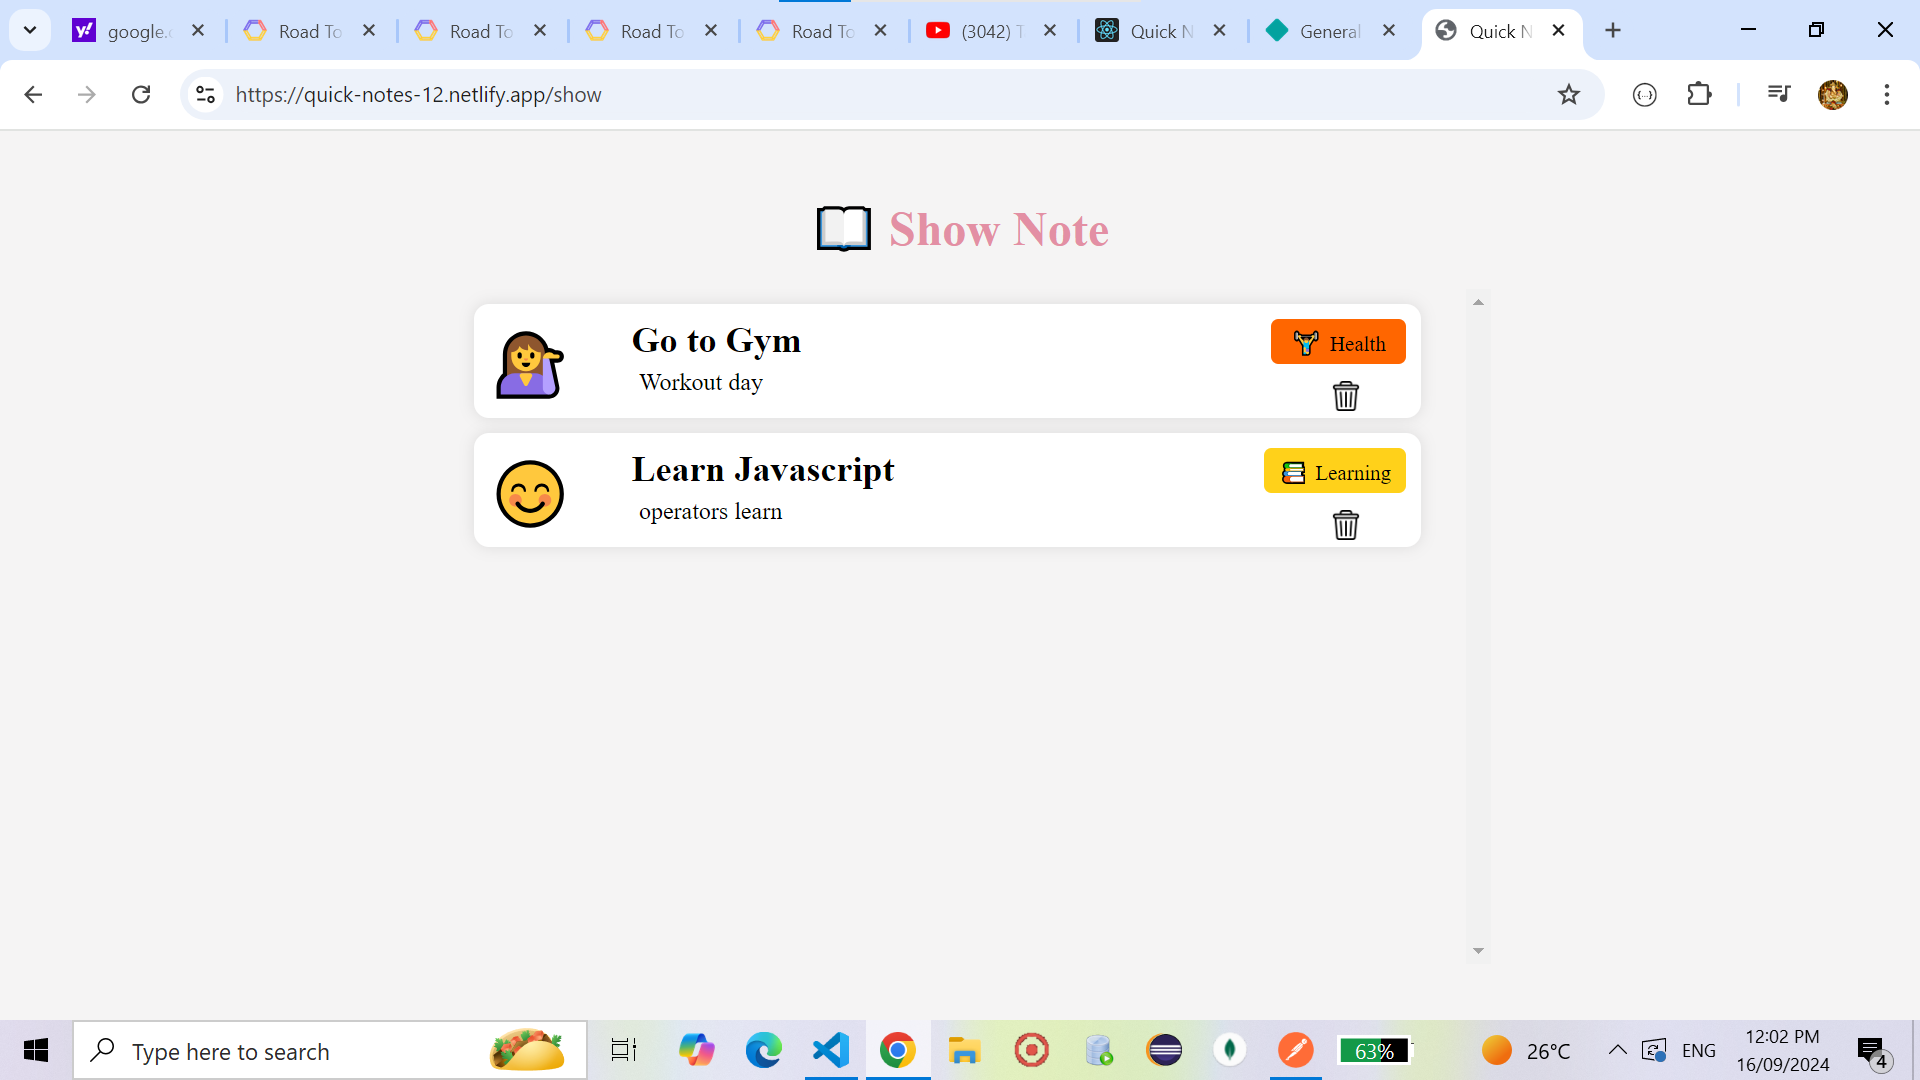 google.c
Road To
Road To
Road To
Road To
(3042) T
Quick N
General
Quick N
https://quick-notes-12.netlify.app/show
Show Note
Go to Gym
Workout day
Health
Learn Javascript
operators learn
Learning
Type here to search
63%
26°C
ENG
12:02 PM
16/09/2024
4